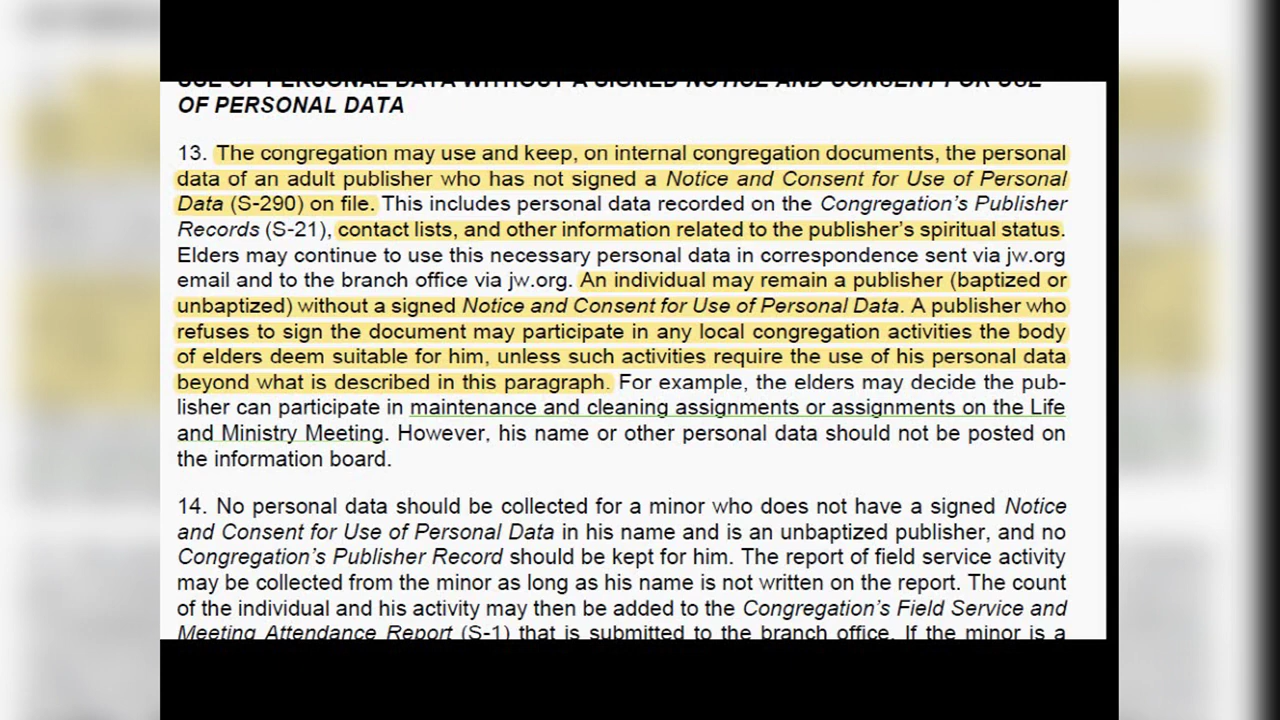 USE OF PERSONAL DATA WITHOUT A SIGNED NOTICE AND CONSENT FOR USE
OF PERSONAL DATA
13. The congregation may use and keep, on internal congregation documents, the personal
data of an adult publisher who has not signed a Notice and Consent for Use of Personal
Data (S-290) on file. This includes personal data recorded on the Congregation's Publisher
Records (S-21), contact lists, and other information related to the publisher's spiritual status.
Elders may continue to use this necessary personal data in correspondence sent via jw.org
email and to the branch office via jw.org. An individual may remain a publisher (baptized or
unbaptized) without a signed Notice and Consent for Use of Personal Data. A publisher who
refuses to sign the document may participate in any local congregation activities the body
of elders deem suitable for him, unless such activities require the use of his personal data
beyond what is described in this paragraph. For example, the elders may decide the pub-
lisher can participate in maintenance and cleaning assignments or assignments on the Life
and Ministry Meeting. However, his name or other personal data should not be posted on
the information board.
14. No personal data should be collected for a minor who does not have a signed Notice
and Consent for Use of Personal Data in his name and is an unbaptized publisher, and no
Congregation's Publisher Record should be kept for him. The report of field service activity
may be collected from the minor as long as his name is not written on the report. The count
of the individual and his activity may then be added to the Congregation's Field Service and
Meeting Attendance Report (S-1) that is submitted to the branch office. If the minor is a